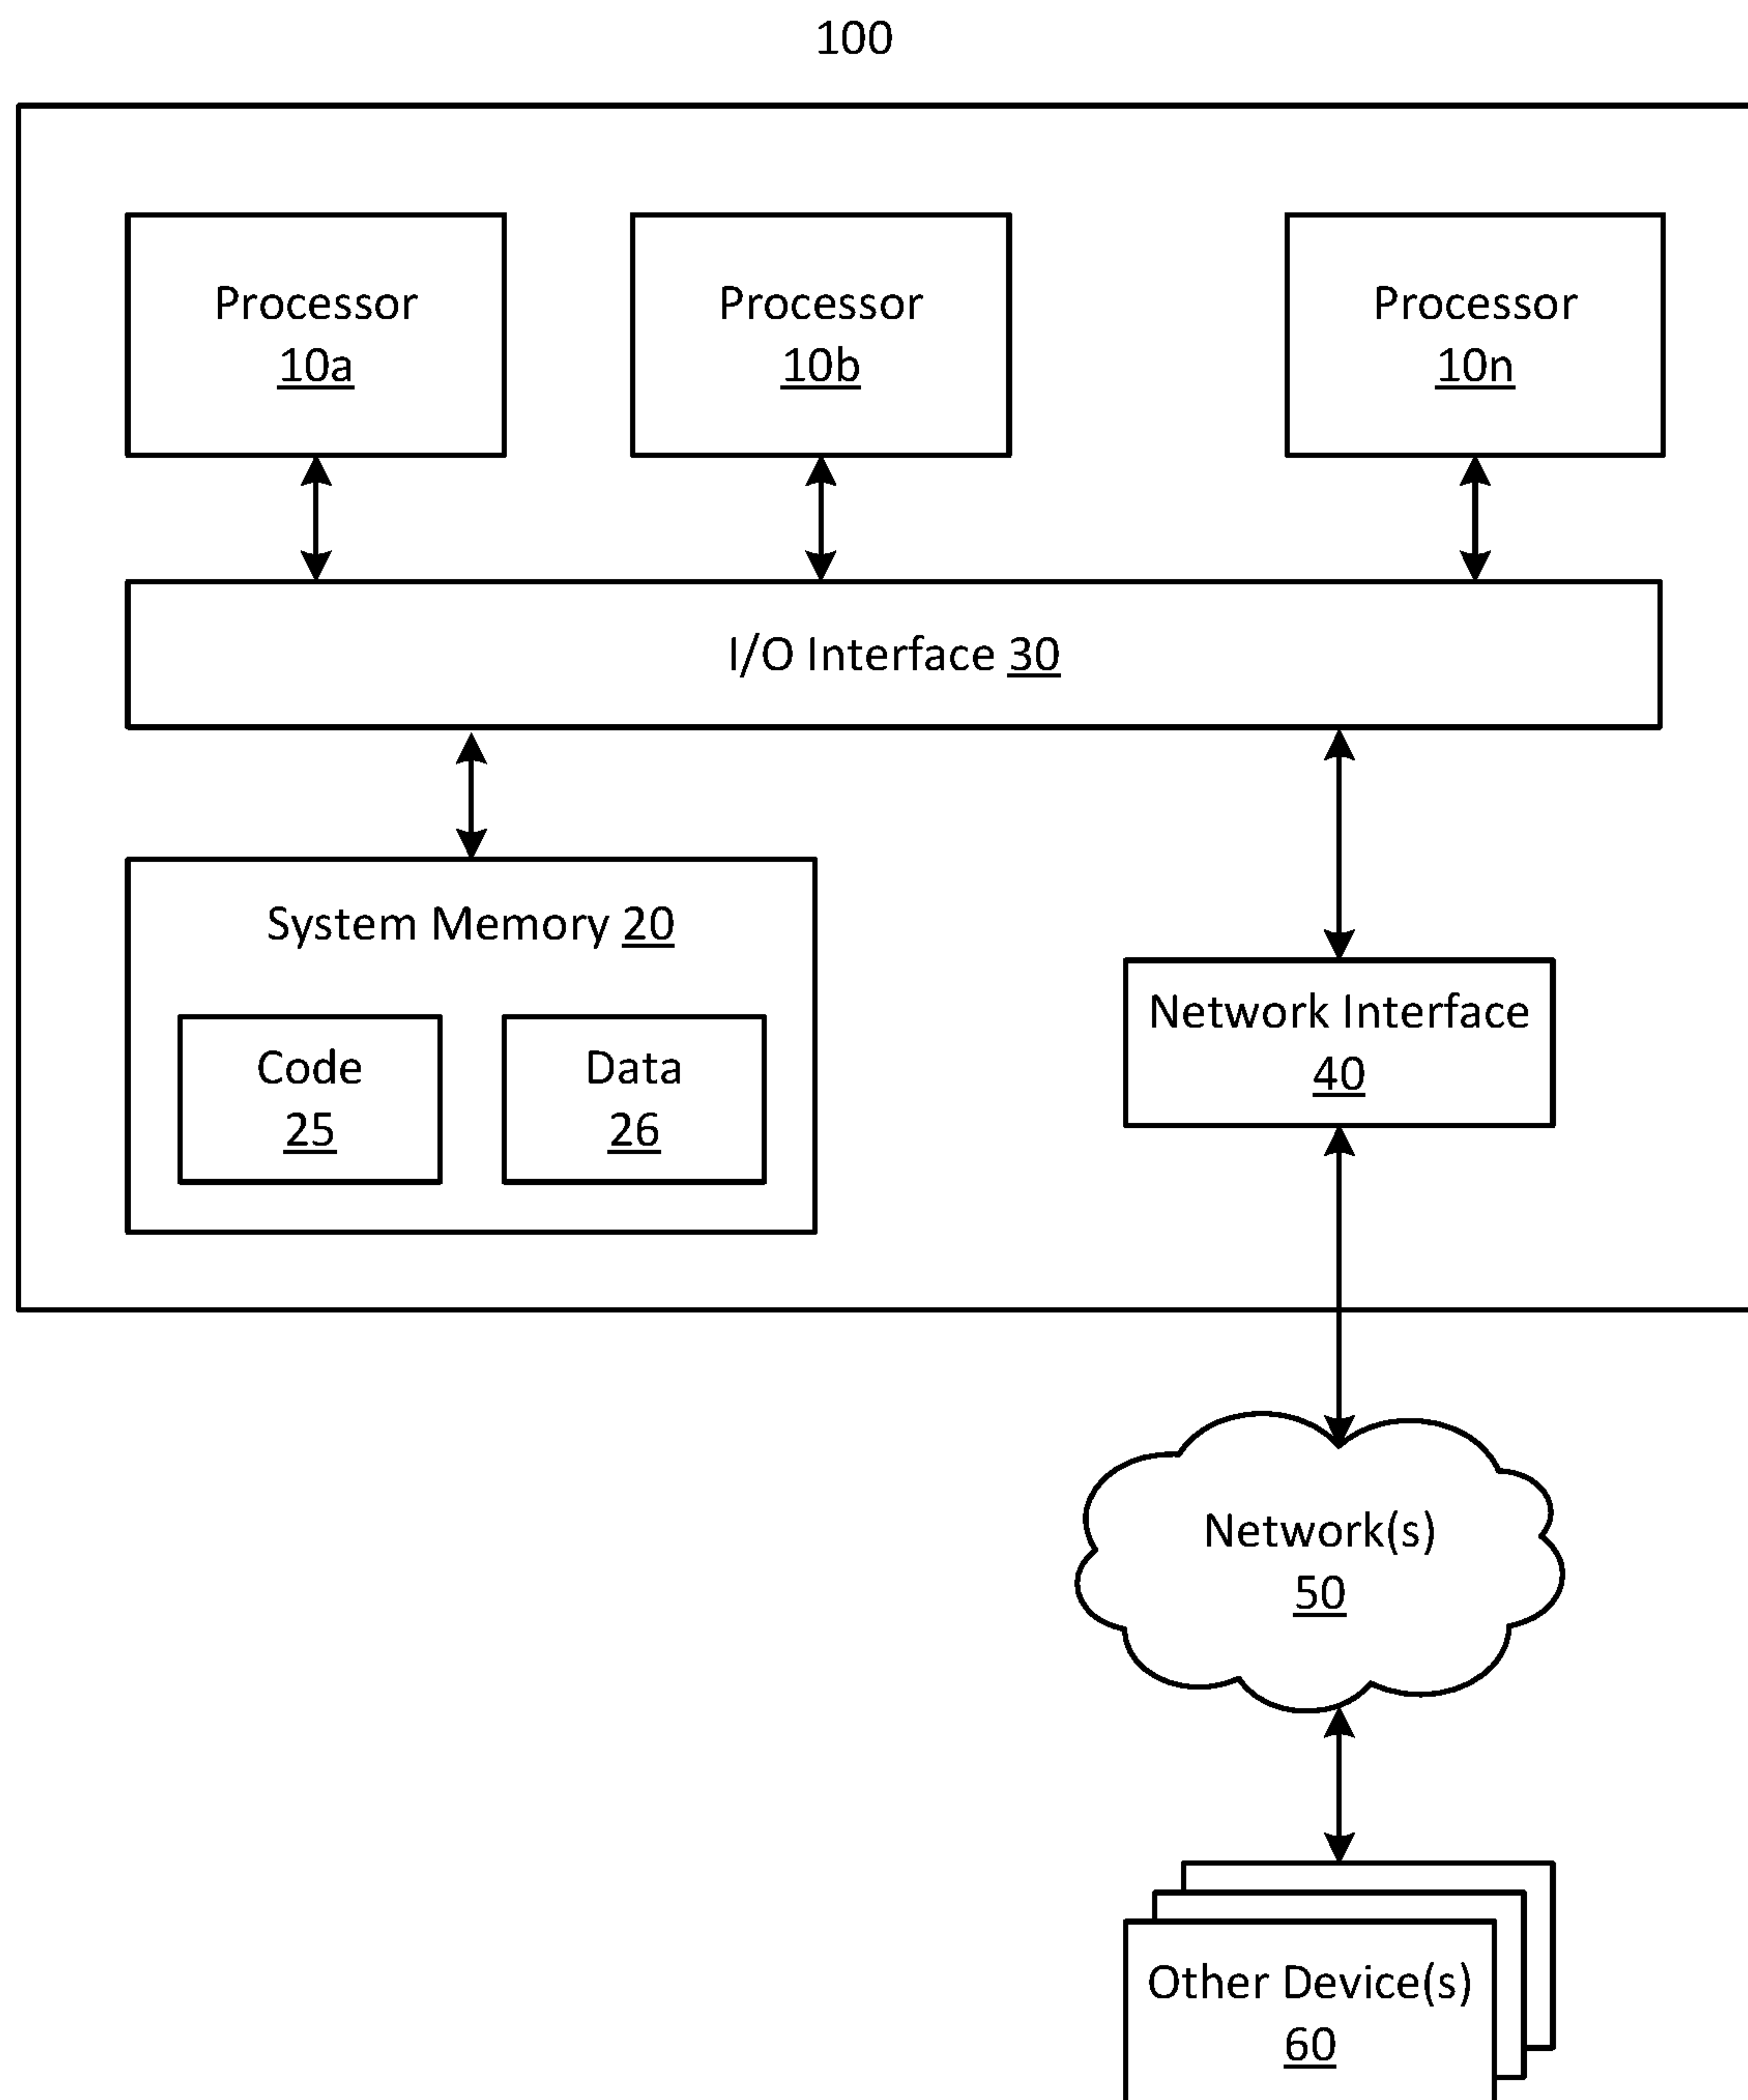 100
Processor
10a
Processor
10b
Processor
10n
I/O Interface 30
System Memory 20
Code
25
Data
26
Network Interface
40
Network(s)
50
Other Device(s)
60